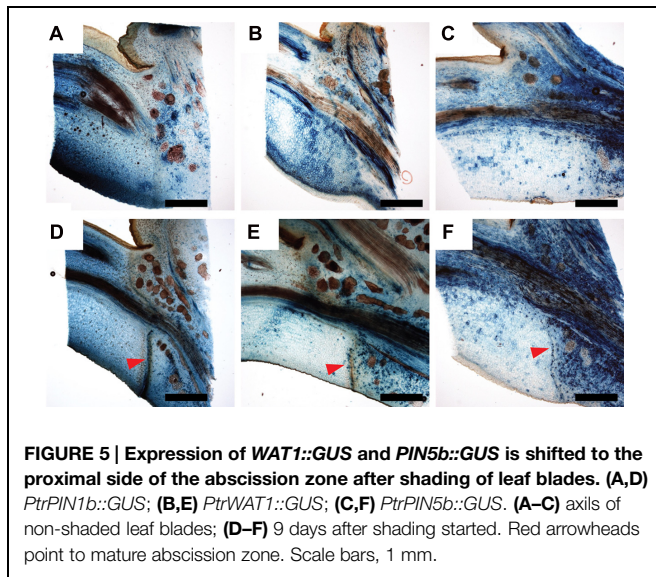 A
B
C
D
E
F
FIGURE 5 | Expression of WAT1::GUS and PIN5b::GUS is shifted to the
proximal side of the abscission zone after shading of leaf blades. (A,D)
PtrPIN1b::GUS; (B,E) PtrWAT1::GUS; (C,F) PtrPIN5b::GUS. (A–C) axils of
non-shaded leaf blades; (D–F) 9 days after shading started. Red arrowheads
point to mature abscission zone. Scale bars, 1 mm.